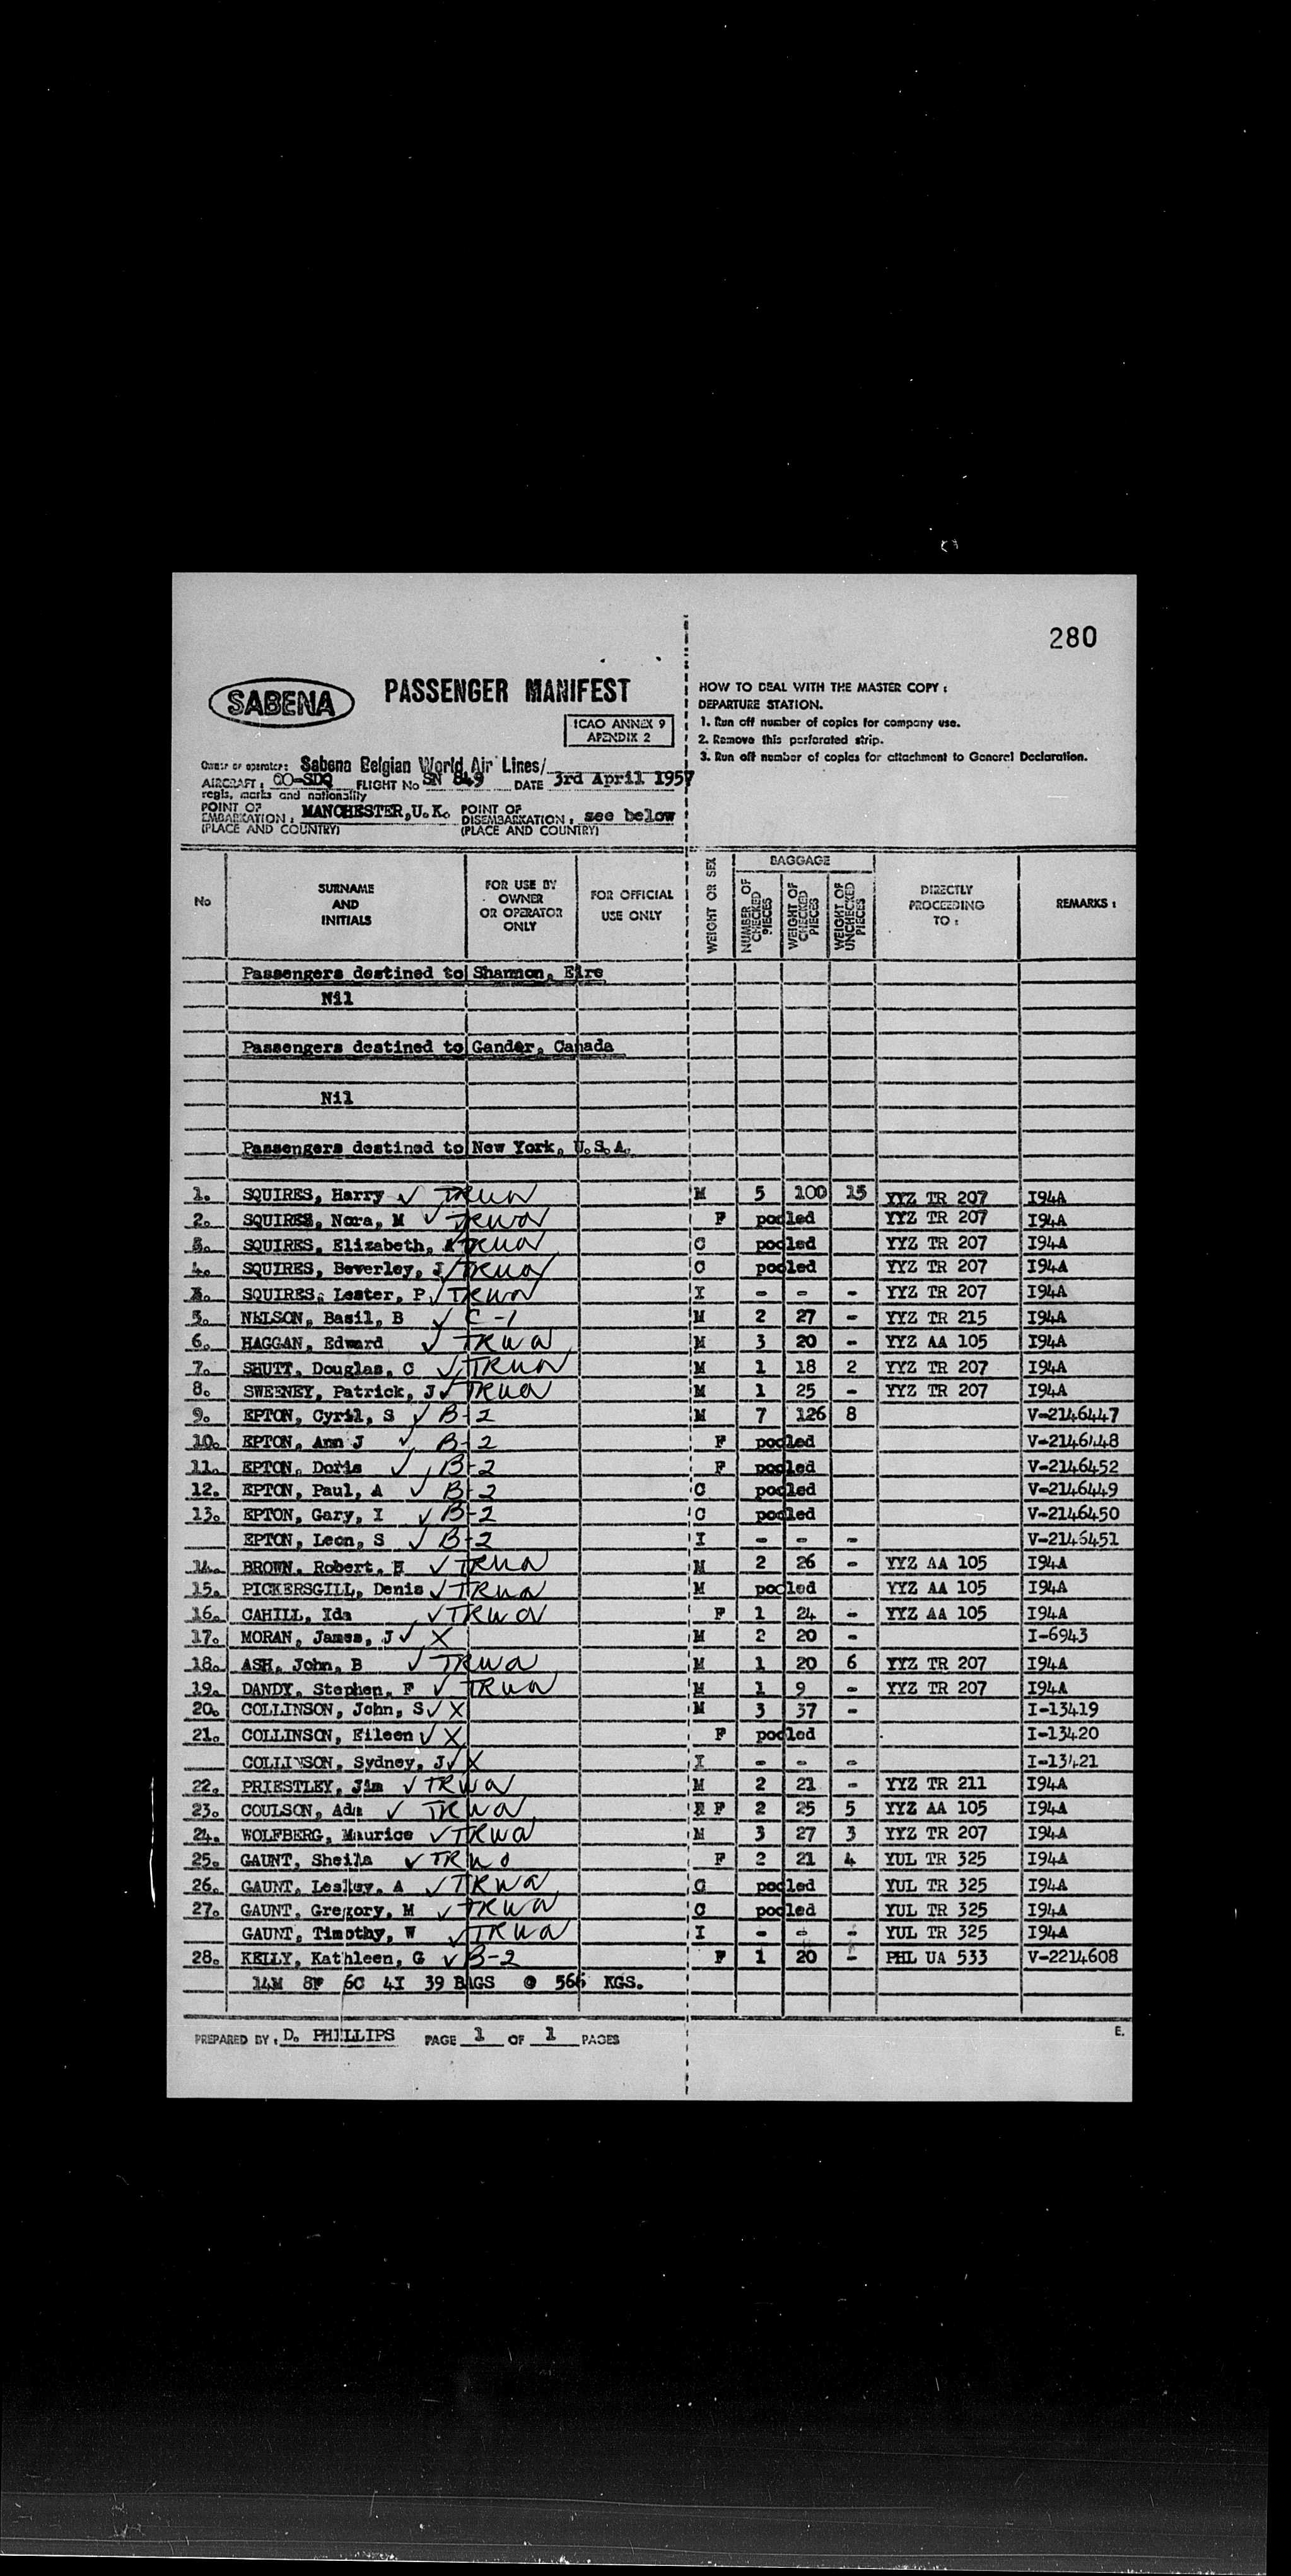 280
SABENA PASSENGER MANIFEST
ICAO ANNEX 9
APENDIX 2
HOW TO DEAL WITH THE MASTER COPY :
DEPARTURE STATION.
1. Run off number of copies for company use.
2. Remove this perforated strip.
3. Run off number of copies for attachment to General Declaration.
Owner or operator: Sabena Belgian World Air Lines/
AIRCRAFT: OO-SDQ FLIGHT No SN 849 DATE 3rd April 1957
regis, marks and nationality
POINT OF EMBARKATION : MANCHESTER, U.K. POINT OF DISEMBARKATION : see below
(PLACE AND COUNTRY) (PLACE AND COUNTRY)
No SURNAME AND INITIALS FOR USE BY OWNER OR OPERATOR ONLY FOR OFFICIAL USE ONLY WEIGHT OR SEX BAGGAGE NUMBER OF CHECKED PIECES WEIGHT OF CHECKED PIECES WEIGHT OF UNCHECKED PIECES DIRECTLY PROCEEDING TO : REMARKS :
Passengers destined to Shannon, Eire
Nil
Passengers destined to Gander, Canada
Nil
Passengers destined to New York, U.S.A.
1. SQUIRES, Harry ✓ TRWA M 5 100 15 YYZ TR 207 I94A
2. SQUIRES, Nora, M ✓ TRWA F pooled YYZ TR 207 I94A
3. SQUIRES, Elizabeth, TRWA C pooled YYZ TR 207 I94A
4. SQUIRES, Beverley, J ✓ TRWA C pooled YYZ TR 207 I94A
SQUIRES, Lester, P ✓ TRWA I - - - YYZ TR 207 I94A
5. NELSON, Basil, B ✓ C-1 M 2 27 - YYZ TR 215 I94A
6. HAGGAN, Edward ✓ TRWA M 3 20 - YYZ AA 105 I94A
7. SHUTT, Douglas, C ✓ TRWA M 1 18 2 YYZ TR 207 I94A
8. SWEENEY, Patrick, J ✓ TRWA M 1 25 - YYZ TR 207 I94A
9. EPTON, Cyril, S ✓ B-2 M 7 126 8 V-2146447
10. EPTON, Ann J ✓ B-2 F pooled V-2146448
11. EPTON, Doris ✓ B-2 F pooled V-2146452
12. EPTON, Paul, A ✓ B-2 C pooled V-2146449
13. EPTON, Gary, I ✓ B-2 C pooled V-2146450
EPTON, Leon, S ✓ B-2 I - - - V-2146451
14. BROWN, Robert, H ✓ TRWA M 2 26 - YYZ AA 105 I94A
15. PICKERSGILL, Denis ✓ TRWA M pooled YYZ AA 105 I94A
16. CAHILL, Ida ✓ TRWA F 1 24 - YYZ AA 105 I94A
17. MORAN, James, J ✓ X M 2 20 - I-6943
18. ASH, John, B ✓ TRWA M 1 20 6 YYZ TR 207 I94A
19. DANDY, Stephen, F ✓ TRWA M 1 9 - YYZ TR 207 I94A
20. COLLINSON, John, S ✓ X M 3 37 - I-13419
21. COLLINSON, Eileen ✓ X F pooled I-13420
COLLINSON, Sydney, J ✓ X I - - - I-13421
22. PRIESTLEY, Jim ✓ TRWA M 2 21 - YYZ TR 211 I94A
23. COULSON, Ada ✓ TRWA F 2 25 5 YYZ AA 105 I94A
24. WOLFBERG, Maurice ✓ TRWA M 3 27 3 YYZ TR 207 I94A
25. GAUNT, Sheila ✓ TRWA F 2 21 4 YUL TR 325 I94A
26. GAUNT, Lesley, A ✓ TRWA C pooled YUL TR 325 I94A
27. GAUNT, Gregory, M ✓ TRWA C pooled YUL TR 325 I94A
GAUNT, Timothy, W ✓ TRWA I - - - YUL TR 325 I94A
28. KELLY, Kathleen, G ✓ B-2 F 1 20 - PHL UA 533 V-2214608
14M 8F 6C 4I 39 BAGS @ 566 KGS.
PREPARED BY : D. PHILLIPS PAGE 1 OF 1 PAGES
E.